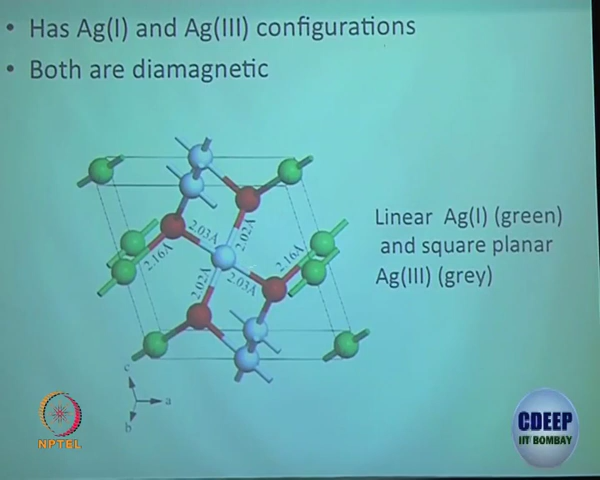 • Has Ag(I) and Ag(III) configurations
• Both are diamagnetic
2.03Å
2.02Å
2.16Å
2.16Å
2.02Å
2.03Å
Linear Ag(I) (green)
and square planar
Ag(III) (grey)
c
a
b
NPTEL
CDEEP
IIT BOMBAY